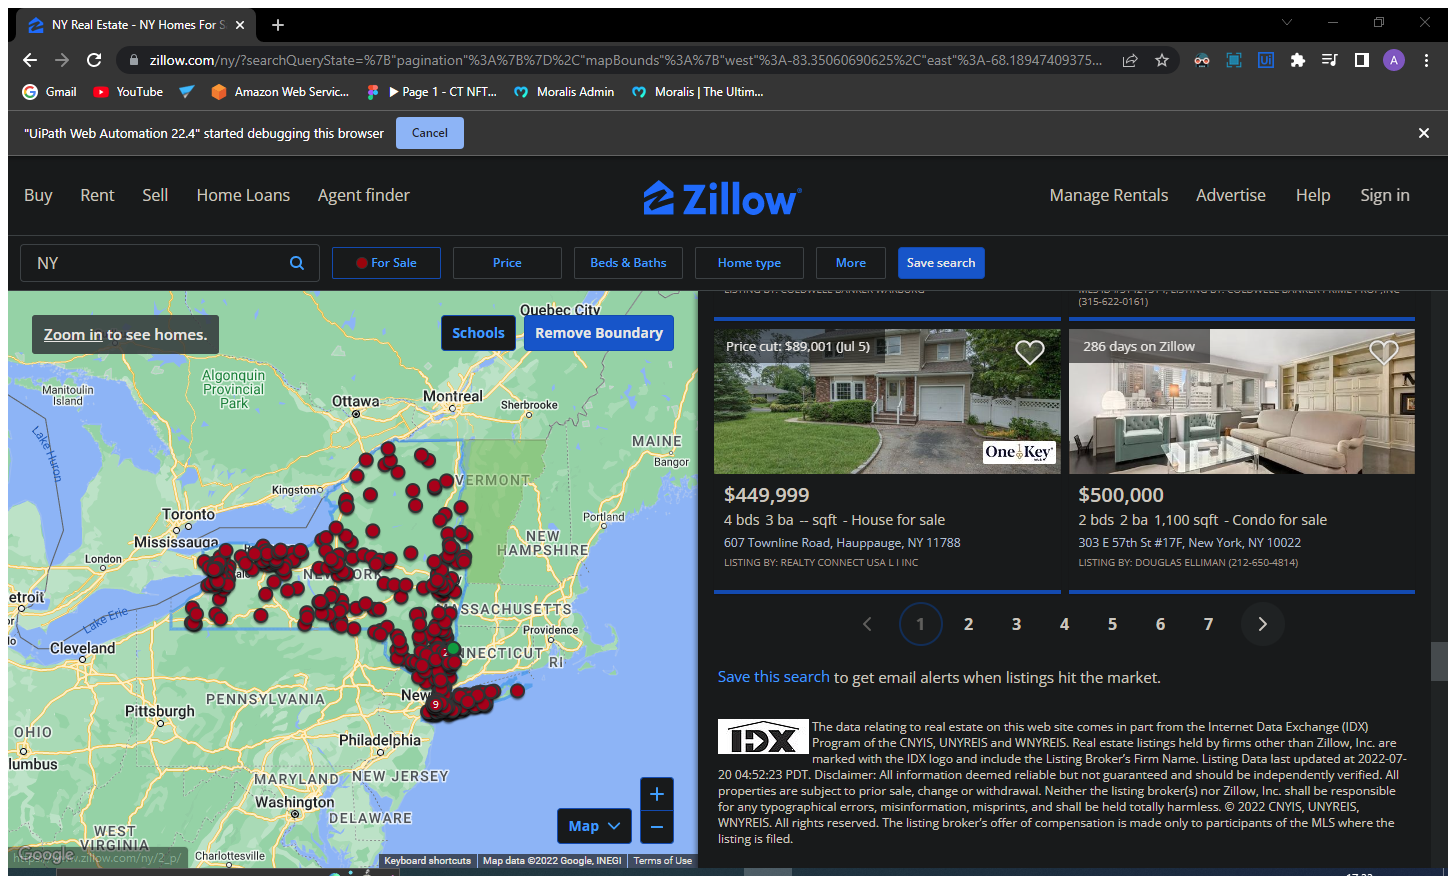 NY Real Estate - NY Homes For S
zillow.com/ny/?searchQueryState=%7B"pagination"%3A%7B%7D%2C"mapBounds"%3A%7B"west"%3A-83.35060690625%2C"east"%3A-68.18947409375...
A
Gmail
YouTube
Amazon Web Servic...
▶ Page 1 - CT NFT...
Moralis Admin
Moralis | The Ultim...
"UiPath Web Automation 22.4" started debugging this browser
Cancel
Buy
Rent
Sell
Home Loans
Agent finder
Zillow
Manage Rentals
Advertise
Help
Sign in
NY
For Sale
Price
Beds & Baths
Home type
More
Save search
Zoom in to see homes.
Schools
Remove Boundary
Quebec City
Algonquin
Provincial
Park
Manitoulin
Island
Ottawa
Montreal
Sherbrooke
MAINE
Bangor
Lake Huron
VERMONT
Kingston
Toronto
Mississauga
Portland
London
NEW
HAMPSHIRE
etroit
Lake Erie
MASSACHUSETTS
Cleveland
Providence
NNECTICUT
RI
PENNSYLVANIA
New
9
Pittsburgh
OHIO
Philadelphia
lumbus
MARYLAND
NEW JERSEY
Washington
DELAWARE
WEST
VIRGINIA
Charlottesville
Map
Google
https://www.zillow.com/ny/2_p/
Keyboard shortcuts
Map data ©2022 Google, INEGI
Terms of Use
LISTING BY: COLDWELL BANKER WARBURG
(315-622-0161)
Price cut: $89,001 (Jul 5)
OneKey
$449,999
4 bds 3 ba -- sqft - House for sale
607 Townline Road, Hauppauge, NY 11788
LISTING BY: REALTY CONNECT USA L I INC
286 days on Zillow
$500,000
2 bds 2 ba 1,100 sqft - Condo for sale
303 E 57th St #17F, New York, NY 10022
LISTING BY: DOUGLAS ELLIMAN (212-650-4814)
1 2 3 4 5 6 7
Save this search to get email alerts when listings hit the market.
IDX
The data relating to real estate on this web site comes in part from the Internet Data Exchange (IDX)
Program of the CNYIS, UNYREIS and WNYREIS. Real estate listings held by firms other than Zillow, Inc. are
marked with the IDX logo and include the Listing Broker's Firm Name. Listing Data last updated at 2022-07-
20 04:52:23 PDT. Disclaimer: All information deemed reliable but not guaranteed and should be independently verified. All
properties are subject to prior sale, change or withdrawal. Neither the listing broker(s) nor Zillow, Inc. shall be responsible
for any typographical errors, misinformation, misprints, and shall be held totally harmless. © 2022 CNYIS, UNYREIS,
WNYREIS. All rights reserved. The listing broker's offer of compensation is made only to participants of the MLS where the
listing is filed.